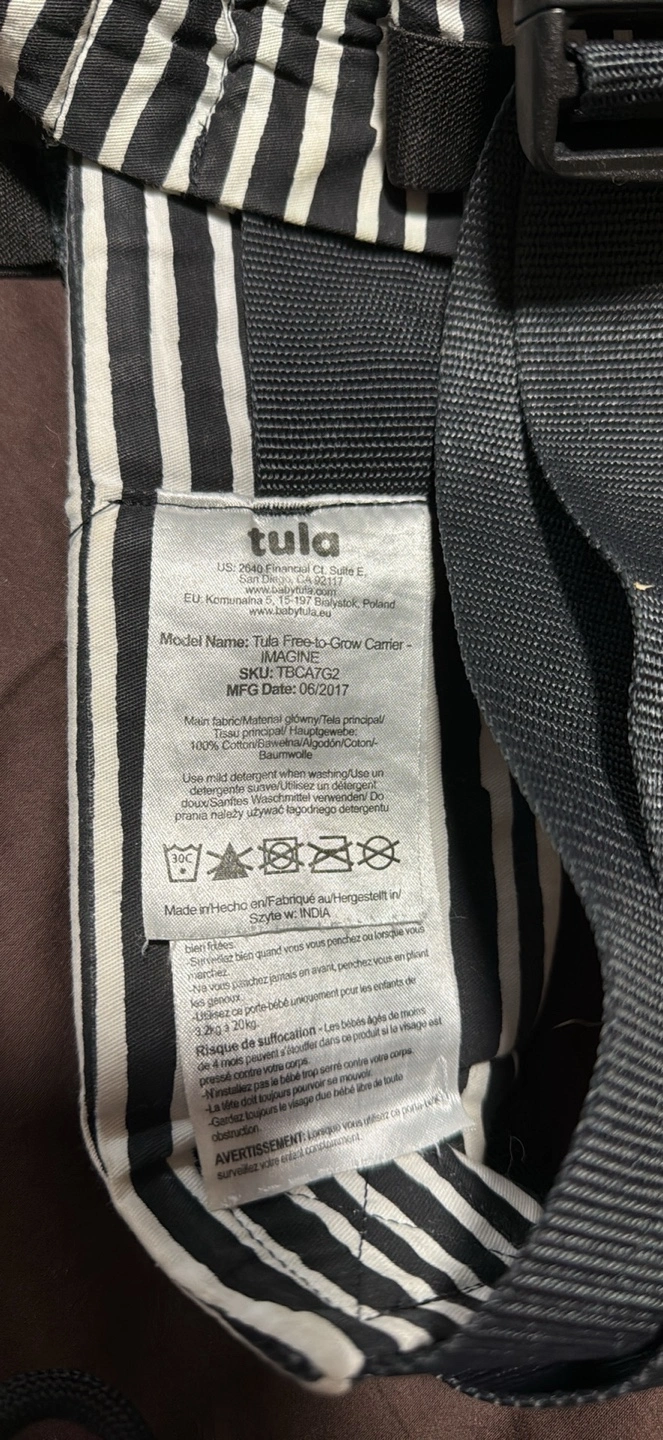 tula
US: 2640 Financial Ct. Suite E,
San Diego, CA 92117
www.babytula.com
EU: Komunalna 5, 15-197 Bialystok, Poland
www.babytula.eu
Model Name: Tula Free-to-Grow Carrier -
IMAGINE
SKU: TBCA7G2
MFG Date: 06/2017
Main fabric/Materiał główny/Tela principal/
Tissu principal/ Hauptgewebe:
100% Cotton/Bawełna/Algodón/Coton/-
Baumwolle
Use mild detergent when washing/Use un
detergente suave/Utilisez un détergent
doux/Sanftes Waschmittel verwenden/ Do
prania należy używać łagodnego detergentu
30C
Made in/Hecho en/Fabriqué au/Hergestellt in/
Szyte w: INDIA
bien fixées.
-Surveillez bien quand vous vous penchez ou lorsque vous
marchez.
-Ne vous penchez jamais en avant, penchez vous en pliant
les genoux.
-Utilisez ce porte-bébé uniquement pour les enfants de
3.2kg à 20kg.
Risque de suffocation - Les bébés âgés de moins
de 4 mois peuvent s'étouffer dans ce produit si le visage est
pressé contre votre corps.
-N'installez pas le bébé trop serré contre votre corps.
-La tête doit toujours pourvoir se mouvoir.
-Gardez toujours le visage due bébé libre de toute
obstruction.
AVERTISSEMENT: Lorsque vous utilisez ce porte-bébé
surveillez votre enfant constamment.